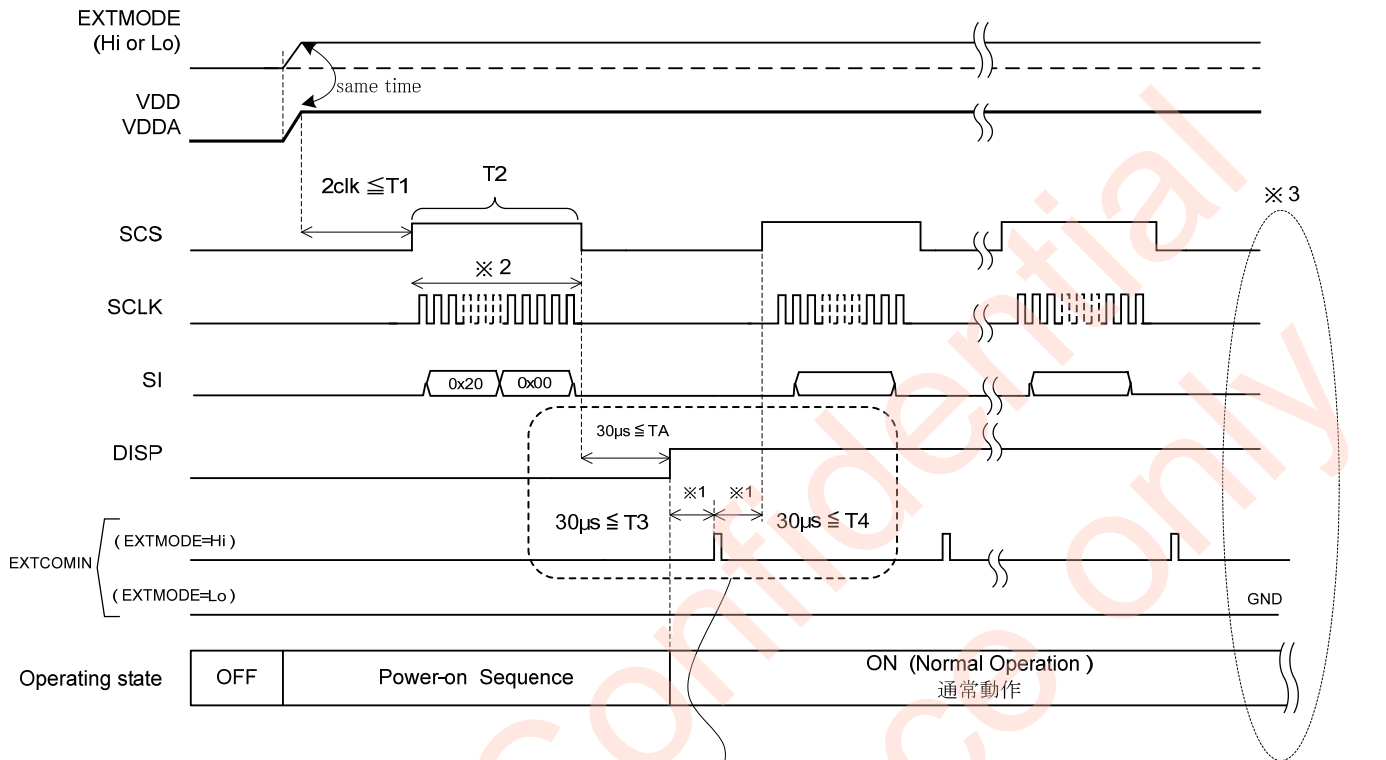 EXTMODE
(Hi or Lo)
same time
VDD
VDDA
2clk ≦T1
T2
※3
SCS
※2
SCLK
SI
0x20
0x00
30µs ≦ TA
DISP
※1
※1
30µs ≦ T3
30µs ≦ T4
EXTCOMIN
(EXTMODE=Hi)
(EXTMODE=Lo)
GND
Operating state
OFF
Power-on Sequence
ON (Normal Operation)
通常動作
Confidential
ce only